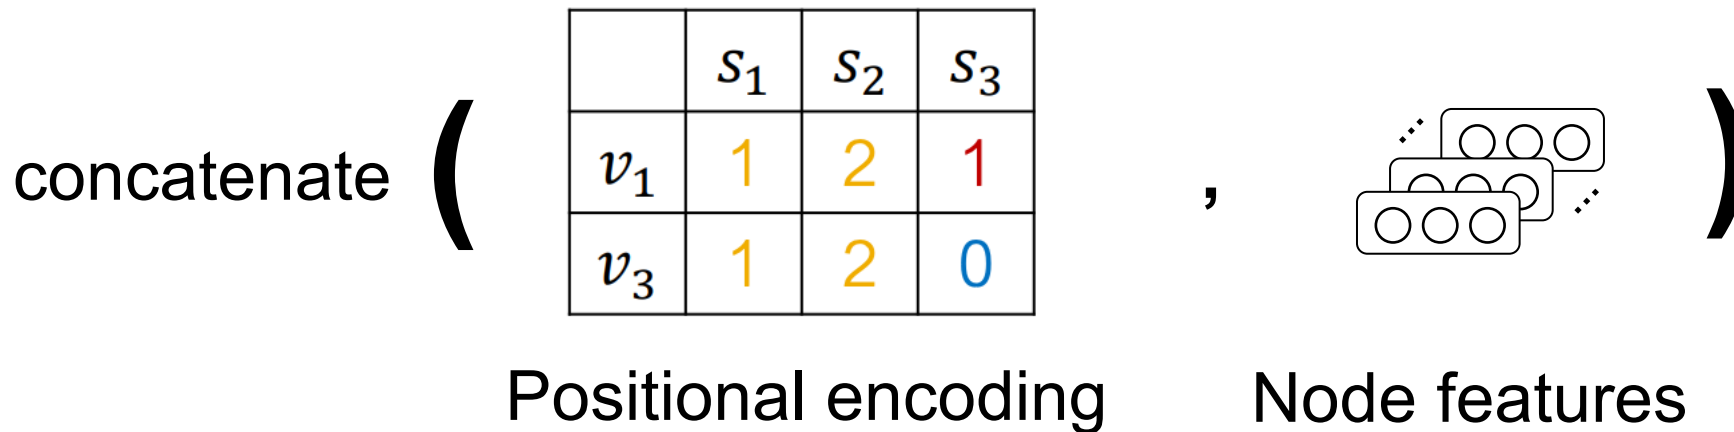 s₁ s₂ s₃
concatenate ( v₁ 1 2 1 , )
v₃ 1 2 0
Positional encoding Node features